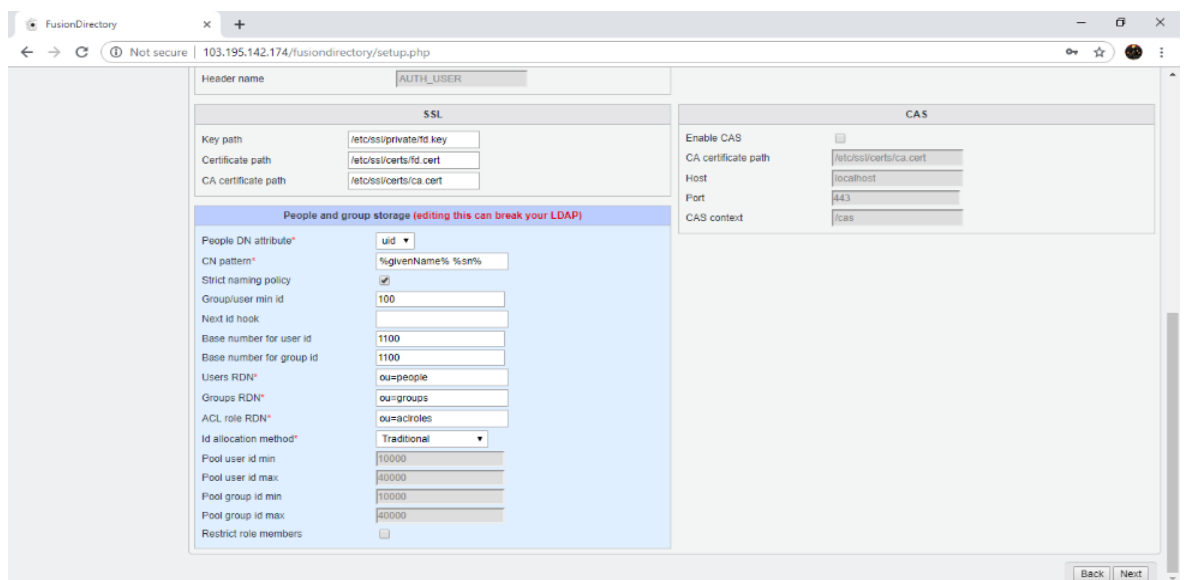 FusionDirectory
Not secure | 103.195.142.174/fusiondirectory/setup.php
Header name AUTH_USER
SSL
Key path /etc/ssl/private/fd.key
Certificate path /etc/ssl/certs/fd.cert
CA certificate path /etc/ssl/certs/ca.cert
CAS
Enable CAS
CA certificate path /etc/ssl/certs/ca.cert
Host localhost
Port 443
CAS context /cas
People and group storage (editing this can break your LDAP)
People DN attribute* uid
CN pattern* %givenName% %sn%
Strict naming policy
Group/user min id 100
Next id hook
Base number for user id 1100
Base number for group id 1100
Users RDN* ou=people
Groups RDN* ou=groups
ACL role RDN* ou=aclroles
Id allocation method* Traditional
Pool user id min 10000
Pool user id max 40000
Pool group id min 10000
Pool group id max 40000
Restrict role members
Back Next